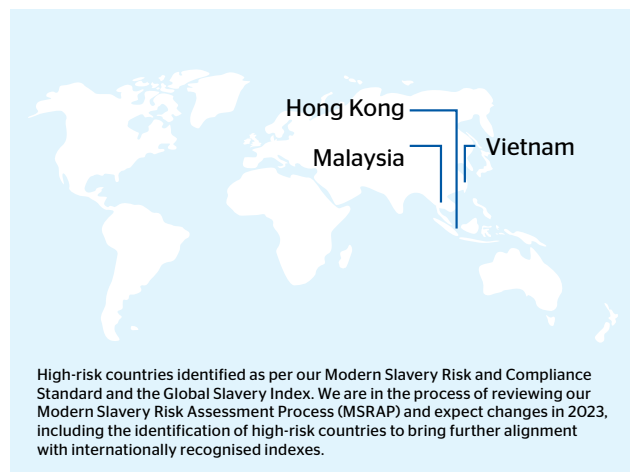 Hong Kong
Malaysia
Vietnam
High-risk countries identified as per our Modern Slavery Risk and Compliance
Standard and the Global Slavery Index. We are in the process of reviewing our
Modern Slavery Risk Assessment Process (MSRAP) and expect changes in 2023,
including the identification of high-risk countries to bring further alignment
with internationally recognised indexes.